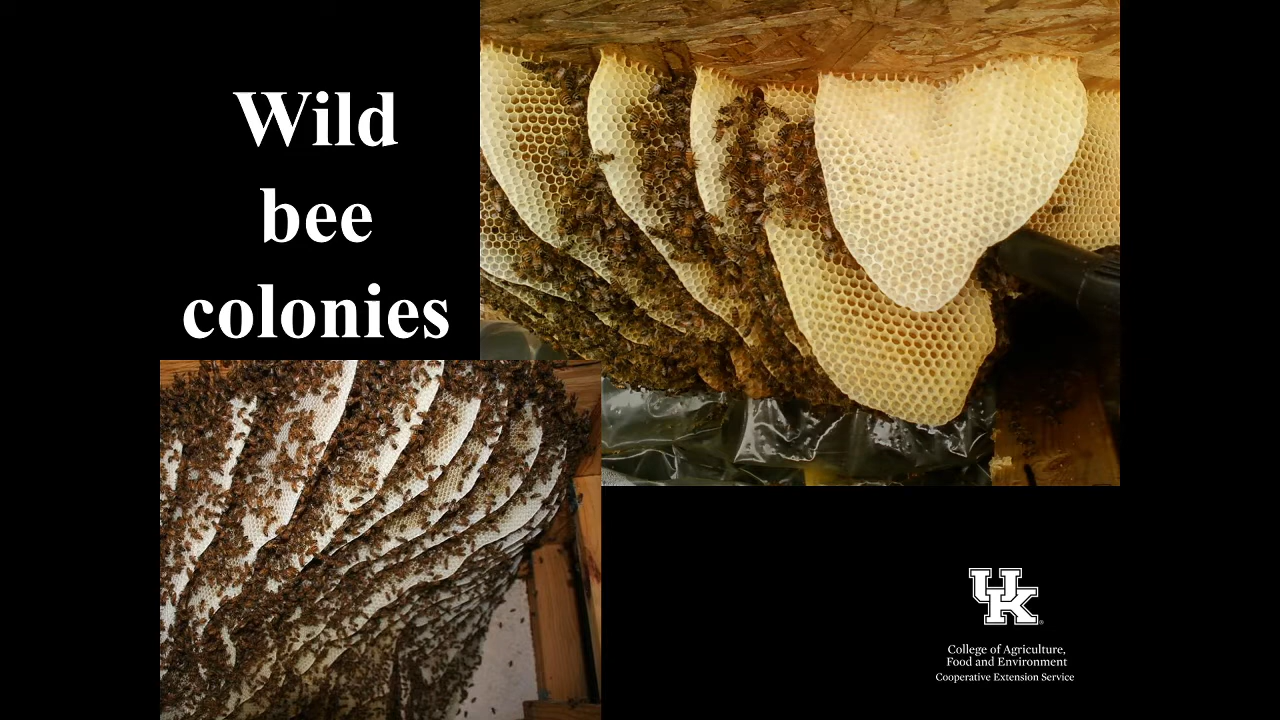 Wild
bee
colonies
UK
College of Agriculture,
Food and Environment
Cooperative Extension Service